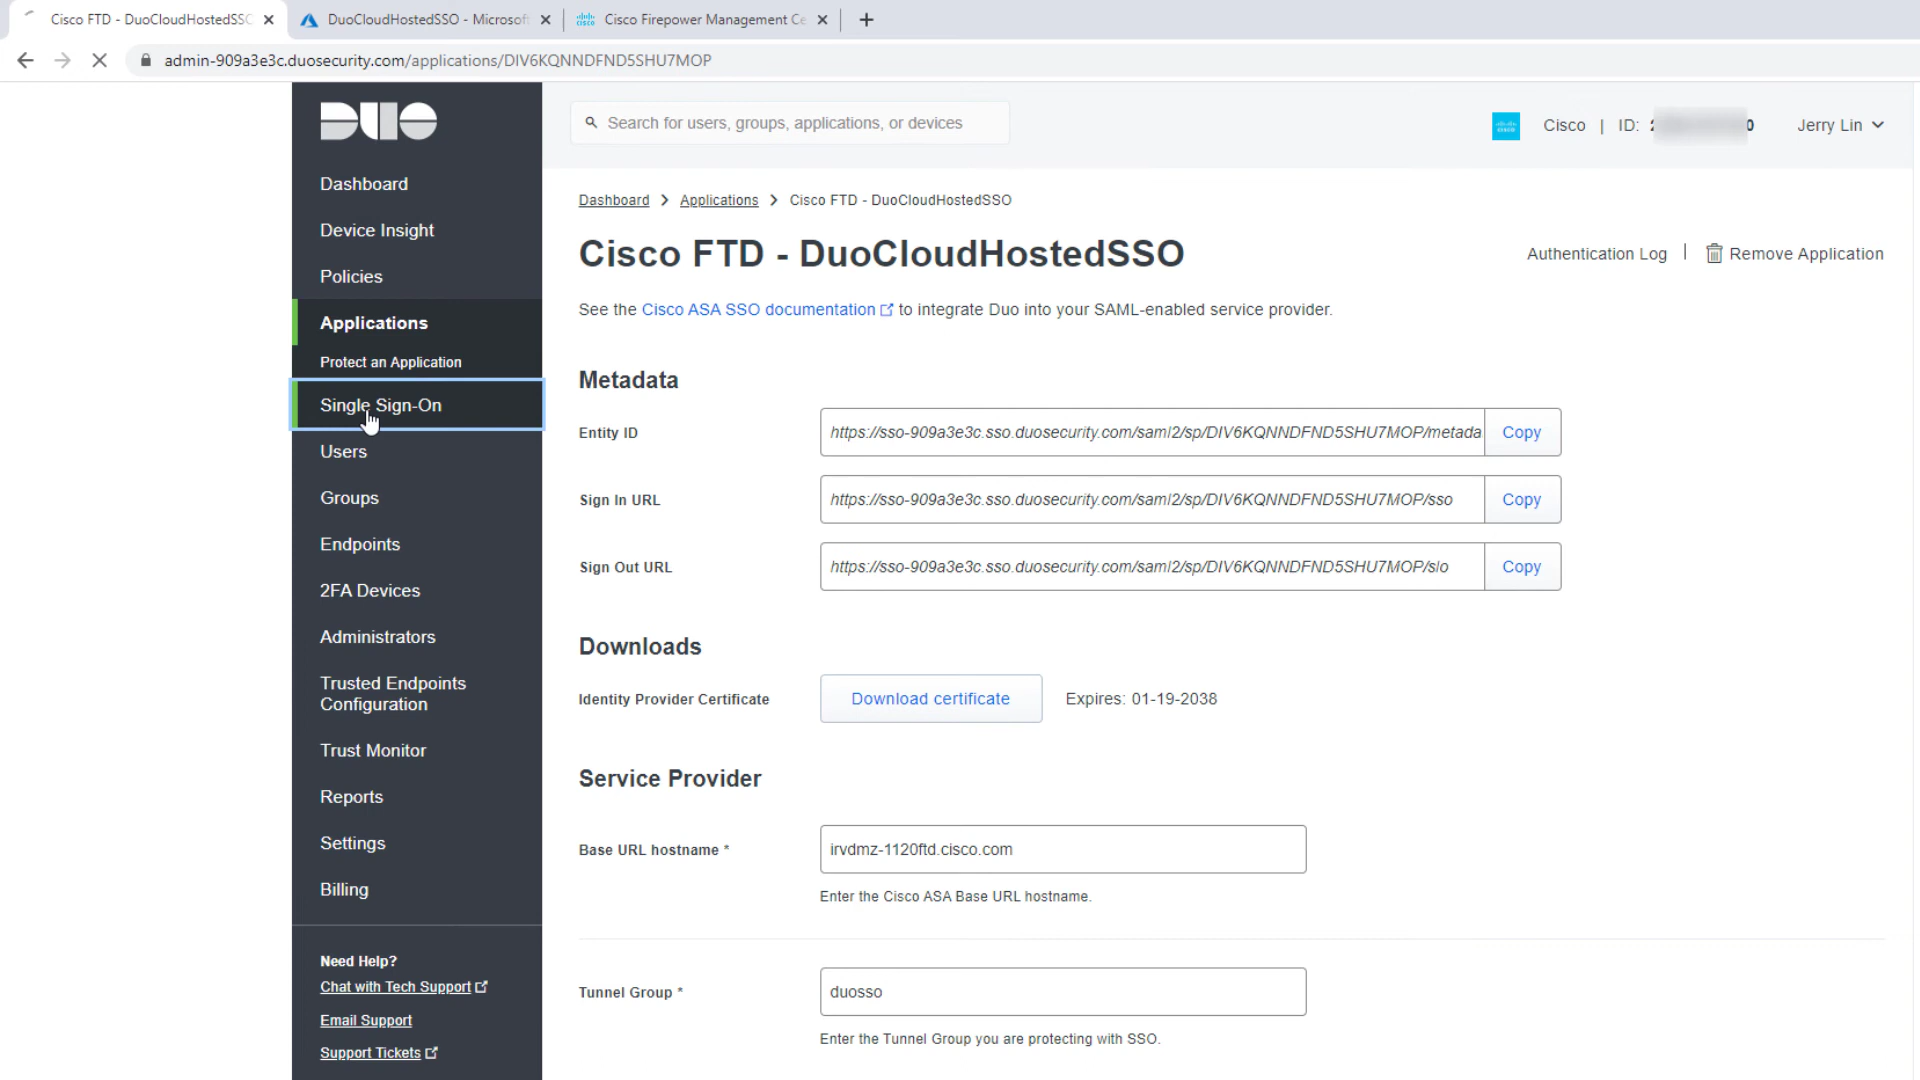 Cisco FTD - DuoCloudHostedSSO
DuoCloudHostedSSO - Microsoft
Cisco Firepower Management Ce
admin-909a3e3c.duosecurity.com/applications/DIV6KQNNDFND5SHU7MOP
DUO
Search for users, groups, applications, or devices
cisco
Cisco | ID:
Jerry Lin
Dashboard
Device Insight
Policies
Applications
Protect an Application
Single Sign-On
Users
Groups
Endpoints
2FA Devices
Administrators
Trusted Endpoints
Configuration
Trust Monitor
Reports
Settings
Billing
Need Help?
Chat with Tech Support
Email Support
Support Tickets
Dashboard > Applications > Cisco FTD - DuoCloudHostedSSO
Cisco FTD - DuoCloudHostedSSO
Authentication Log | Remove Application
See the Cisco ASA SSO documentation to integrate Duo into your SAML-enabled service provider.
Metadata
Entity ID
https://sso-909a3e3c.sso.duosecurity.com/saml2/sp/DIV6KQNNDFND5SHU7MOP/metada
Copy
Sign In URL
https://sso-909a3e3c.sso.duosecurity.com/saml2/sp/DIV6KQNNDFND5SHU7MOP/sso
Copy
Sign Out URL
https://sso-909a3e3c.sso.duosecurity.com/saml2/sp/DIV6KQNNDFND5SHU7MOP/slo
Copy
Downloads
Identity Provider Certificate
Download certificate
Expires: 01-19-2038
Service Provider
Base URL hostname *
irvdmz-1120ftd.cisco.com
Enter the Cisco ASA Base URL hostname.
Tunnel Group *
duosso
Enter the Tunnel Group you are protecting with SSO.